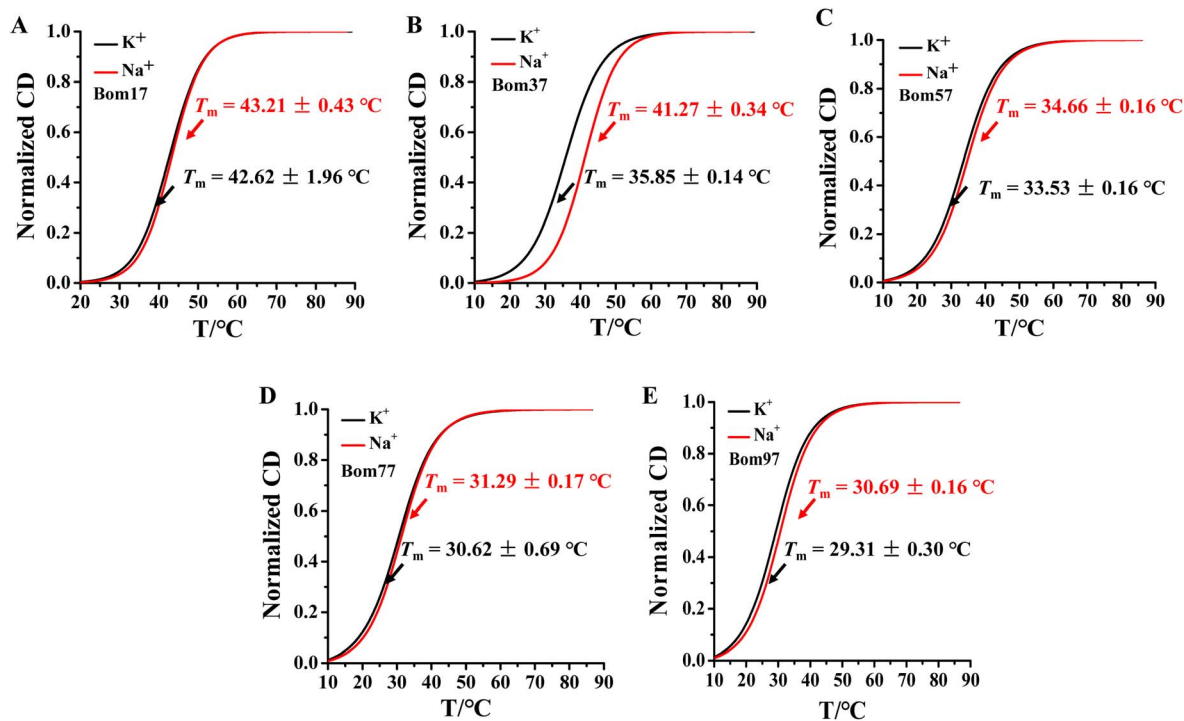 A
K⁺
Na⁺
Bom17
Tm = 43.21 ± 0.43 °C
Tm = 42.62 ± 1.96 °C
Normalized CD
1.0
0.8
0.6
0.4
0.2
0.0
20 30 40 50 60 70 80 90
T/°C
B
K⁺
Na⁺
Bom37
Tm = 41.27 ± 0.34 °C
Tm = 35.85 ± 0.14 °C
Normalized CD
1.0
0.8
0.6
0.4
0.2
0.0
10 20 30 40 50 60 70 80 90
T/°C
C
K⁺
Na⁺
Bom57
Tm = 34.66 ± 0.16 °C
Tm = 33.53 ± 0.16 °C
Normalized CD
1.0
0.8
0.6
0.4
0.2
0.0
10 20 30 40 50 60 70 80 90
T/°C
D
K⁺
Na⁺
Bom77
Tm = 31.29 ± 0.17 °C
Tm = 30.62 ± 0.69 °C
Normalized CD
1.0
0.8
0.6
0.4
0.2
0.0
10 20 30 40 50 60 70 80 90
T/°C
E
K⁺
Na⁺
Bom97
Tm = 30.69 ± 0.16 °C
Tm = 29.31 ± 0.30 °C
Normalized CD
1.0
0.8
0.6
0.4
0.2
0.0
10 20 30 40 50 60 70 80 90
T/°C